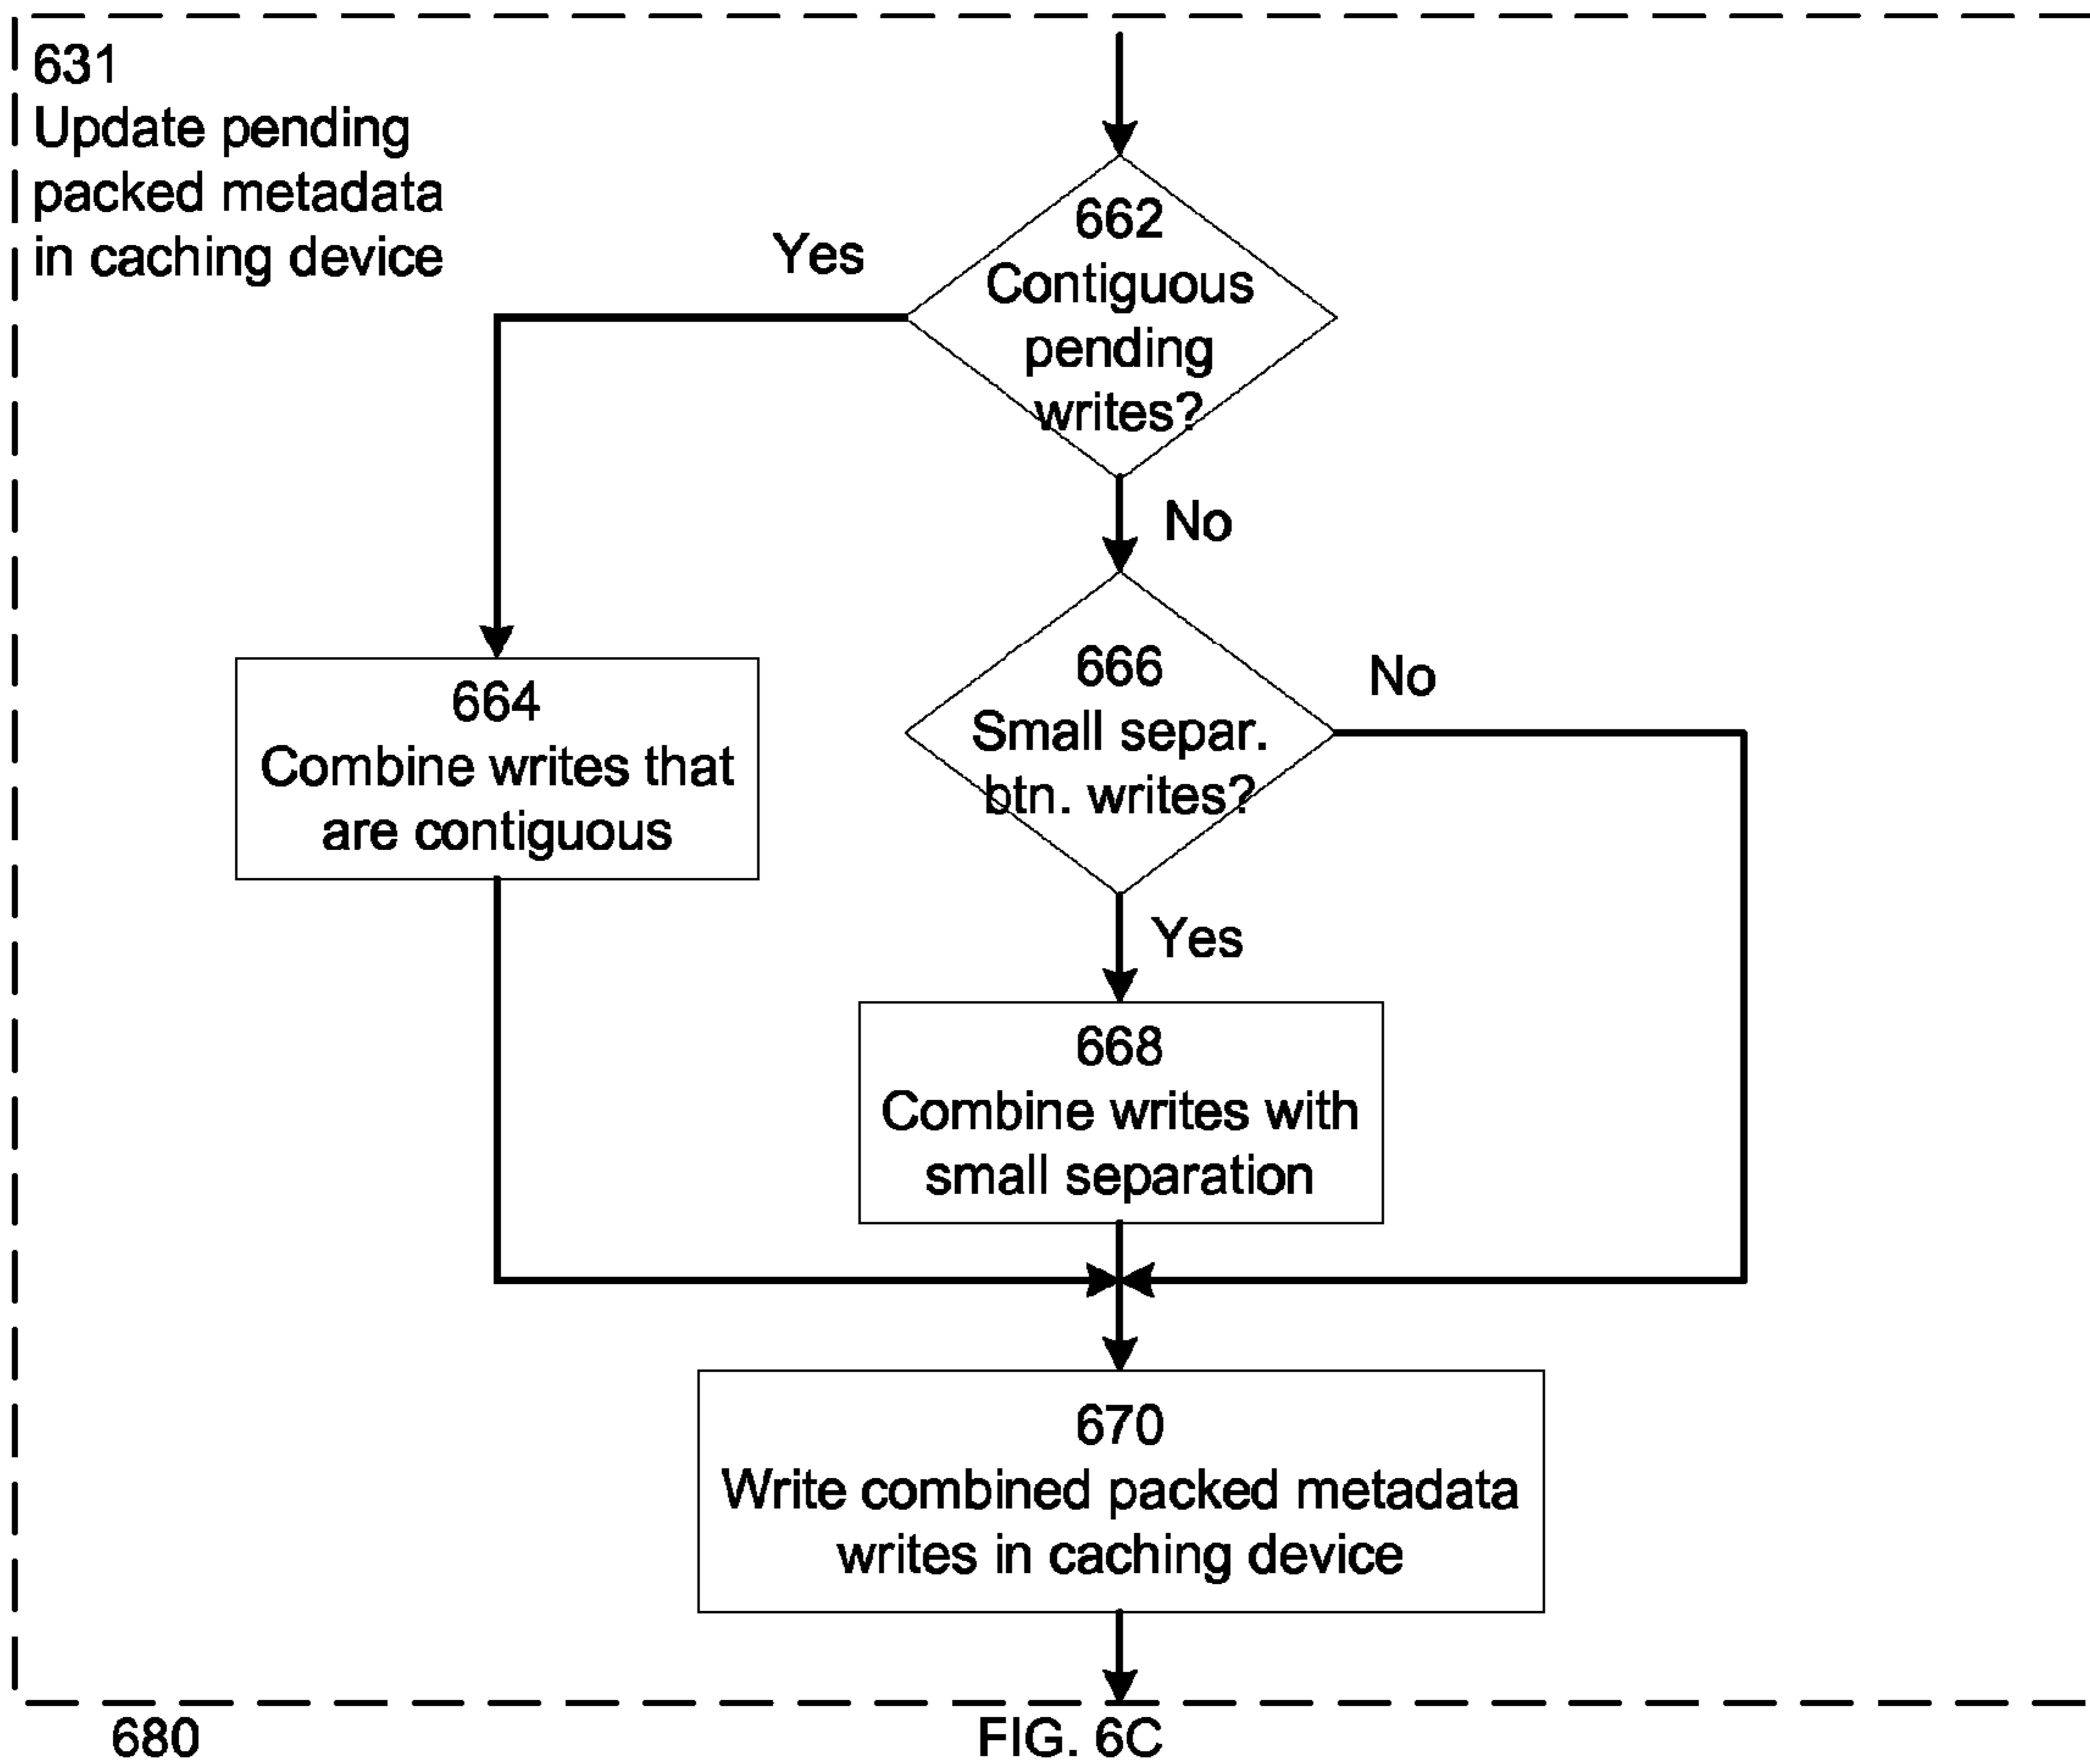 631
Update pending
packed metadata
in caching device
662
Contiguous
pending
writes?
Yes
No
664
Combine writes that
are contiguous
666
Small separ.
btn. writes?
No
Yes
668
Combine writes with
small separation
670
Write combined packed metadata
writes in caching device
680
FIG. 6C